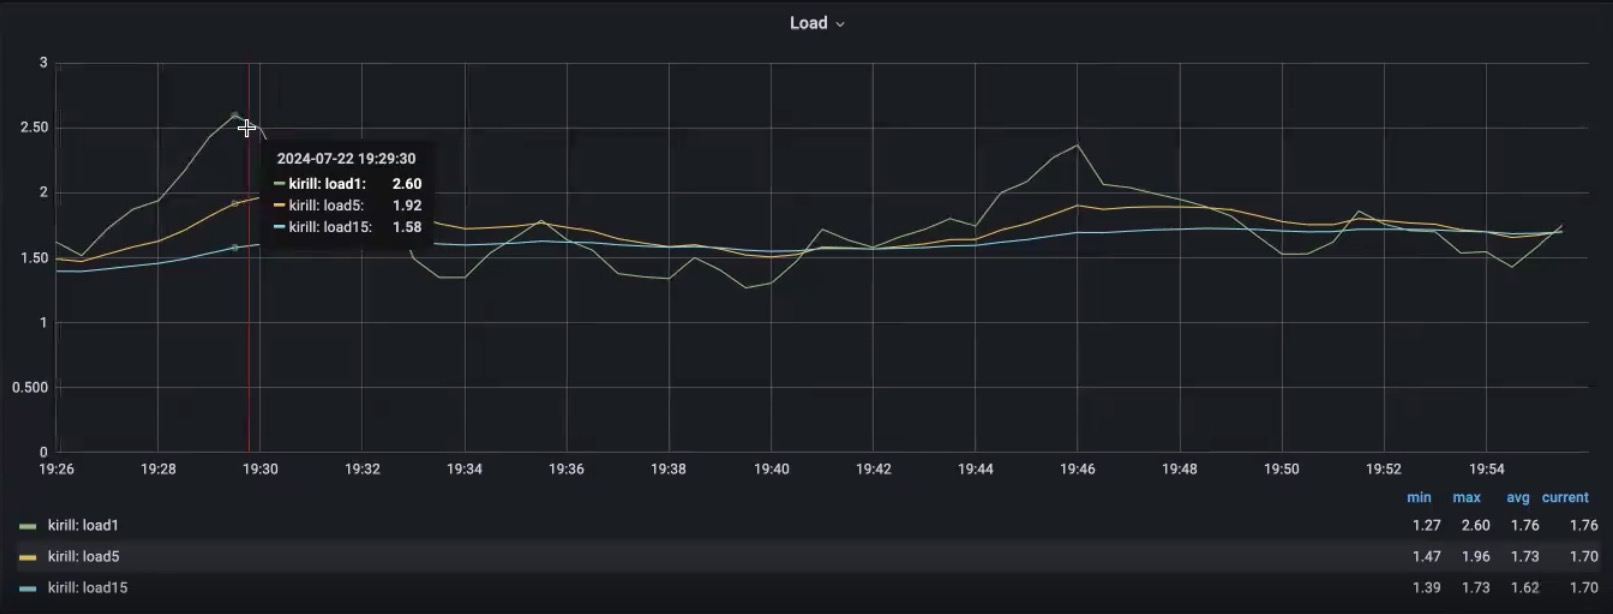 Load
3
2.50
2
1.50
1
0.500
0
2024-07-22 19:29:30
kirill: load1: 2.60
kirill: load5: 1.92
kirill: load15: 1.58
19:26 19:28 19:30 19:32 19:34 19:36 19:38 19:40 19:42 19:44 19:46 19:48 19:50 19:52 19:54
min max avg current
kirill: load1 1.27 2.60 1.76 1.76
kirill: load5 1.47 1.96 1.73 1.70
kirill: load15 1.39 1.73 1.62 1.70